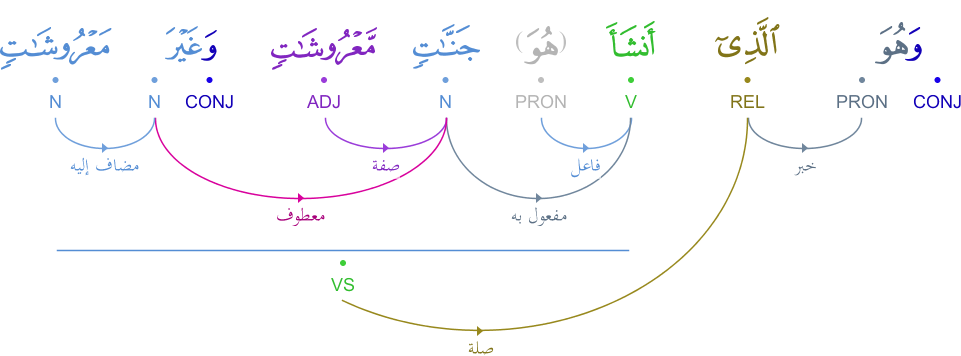 وَهُوَ ٱلَّذِىٓ أَنشَأَ (هُوَ) جَنَّـٰتٍ مَّعْرُوشَـٰتٍ وَغَيْرَ مَعْرُوشَـٰتٍ
CONJ PRON REL V PRON N ADJ CONJ N N
خبر فاعل صفة مضاف إليه
مفعول به معطوف
VS
صلة